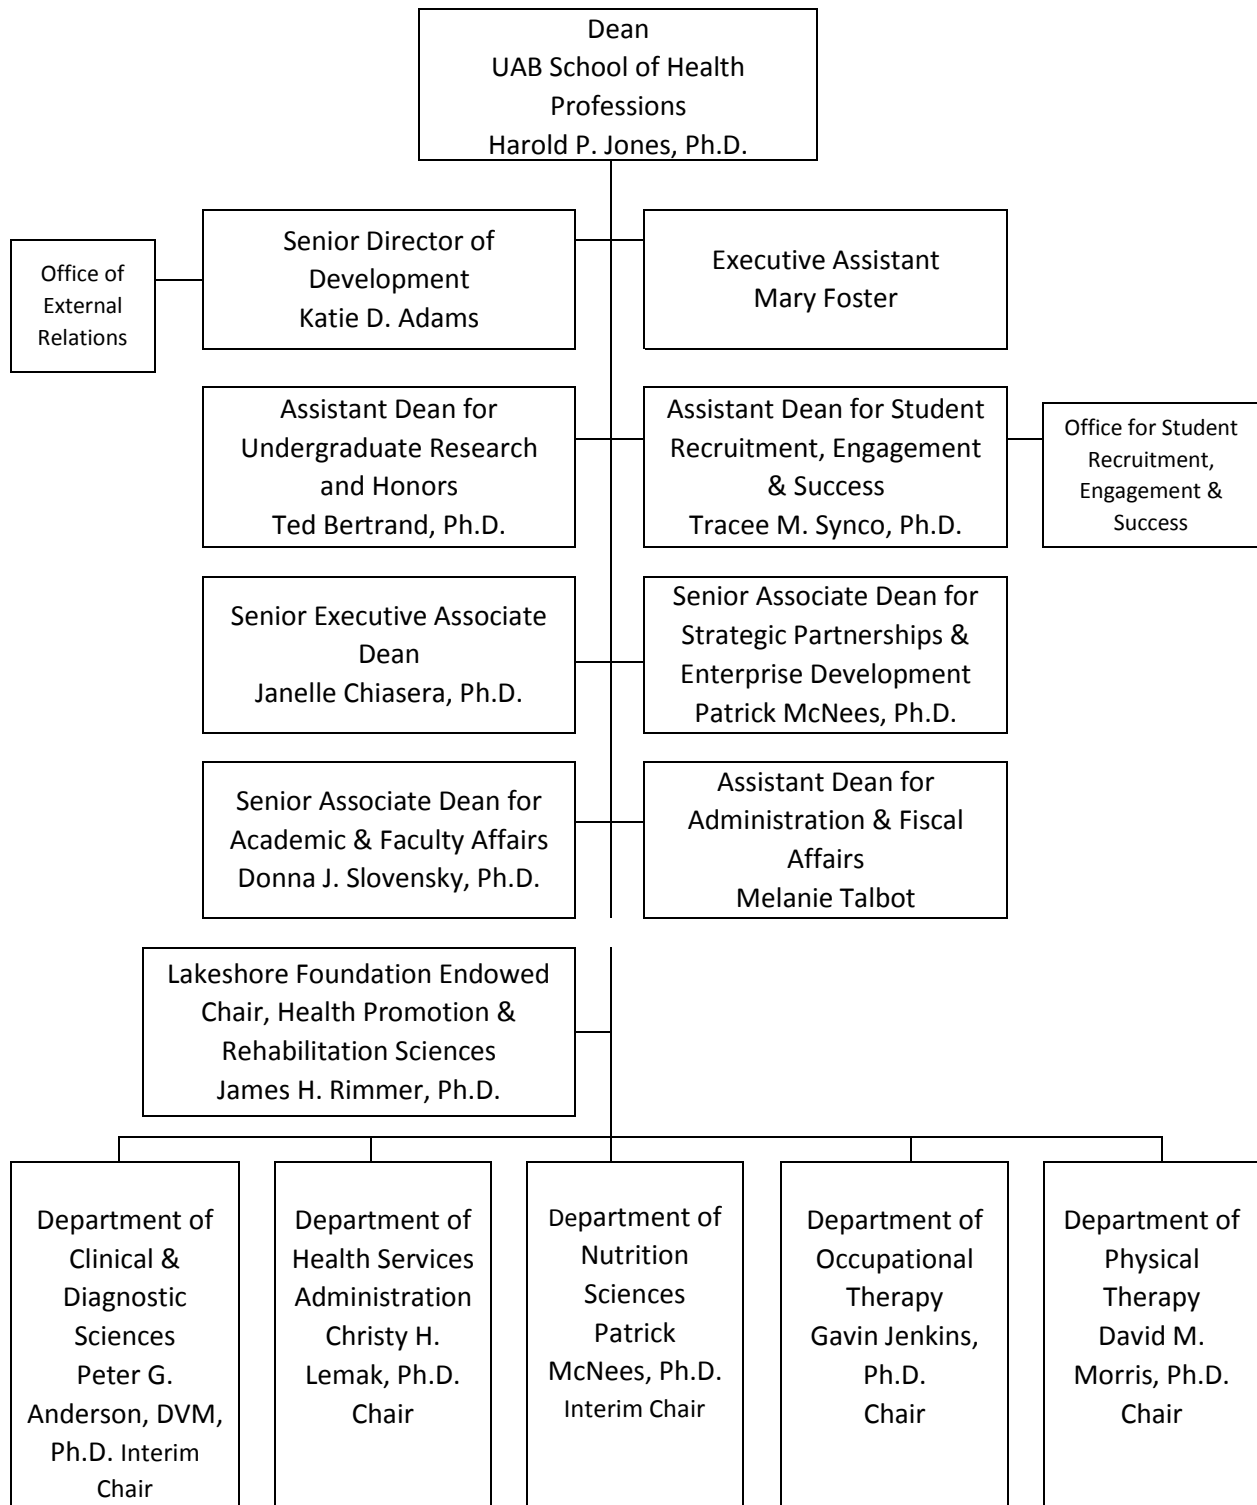 Dean
UAB School of Health
Professions
Harold P. Jones, Ph.D.
Senior Director of
Development
Katie D. Adams
Executive Assistant
Mary Foster
Office of
External
Relations
Assistant Dean for
Undergraduate Research
and Honors
Ted Bertrand, Ph.D.
Assistant Dean for Student
Recruitment, Engagement
& Success
Tracee M. Synco, Ph.D.
Office for Student
Recruitment,
Engagement &
Success
Senior Executive Associate
Dean
Janelle Chiasera, Ph.D.
Senior Associate Dean for
Strategic Partnerships &
Enterprise Development
Patrick McNees, Ph.D.
Senior Associate Dean for
Academic & Faculty Affairs
Donna J. Slovensky, Ph.D.
Assistant Dean for
Administration & Fiscal
Affairs
Melanie Talbot
Lakeshore Foundation Endowed
Chair, Health Promotion &
Rehabilitation Sciences
James H. Rimmer, Ph.D.
Department of
Clinical &
Diagnostic
Sciences
Peter G.
Anderson, DVM,
Ph.D. Interim
Chair
Department of
Health Services
Administration
Christy H.
Lemak, Ph.D.
Chair
Department of
Nutrition
Sciences
Patrick
McNees, Ph.D.
Interim Chair
Department of
Occupational
Therapy
Gavin Jenkins,
Ph.D.
Chair
Department of
Physical
Therapy
David M.
Morris, Ph.D.
Chair